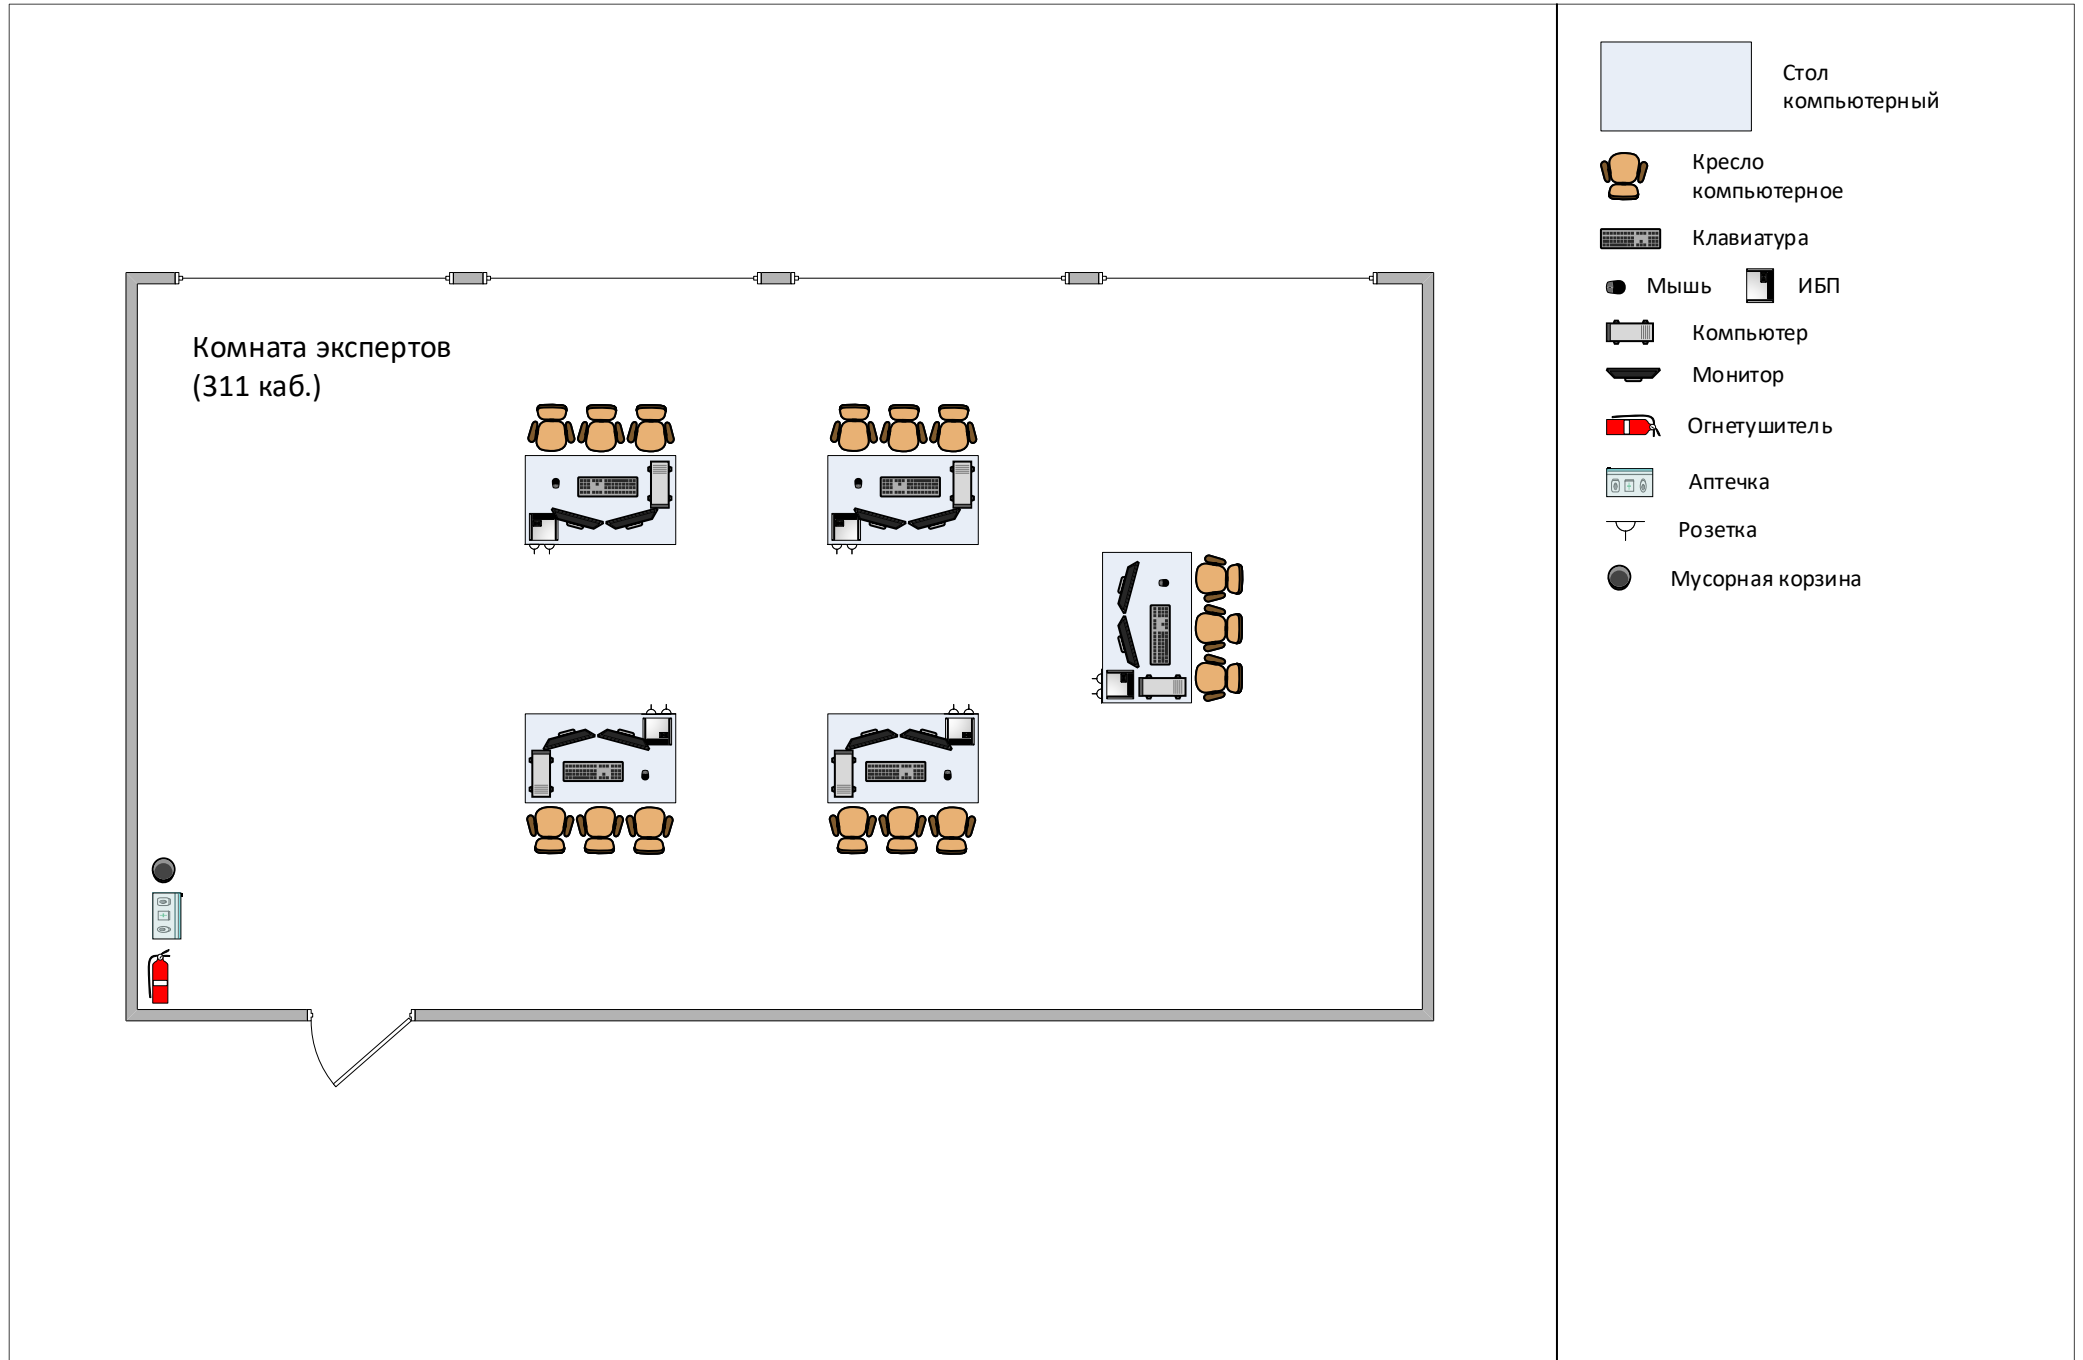 Комната экспертов
(311 каб.)
Стол
компьютерный
Кресло
компьютерное
Клавиатура
Мышь ИБП
Компьютер
Монитор
Огнетушитель
Аптечка
Розетка
Мусорная корзина